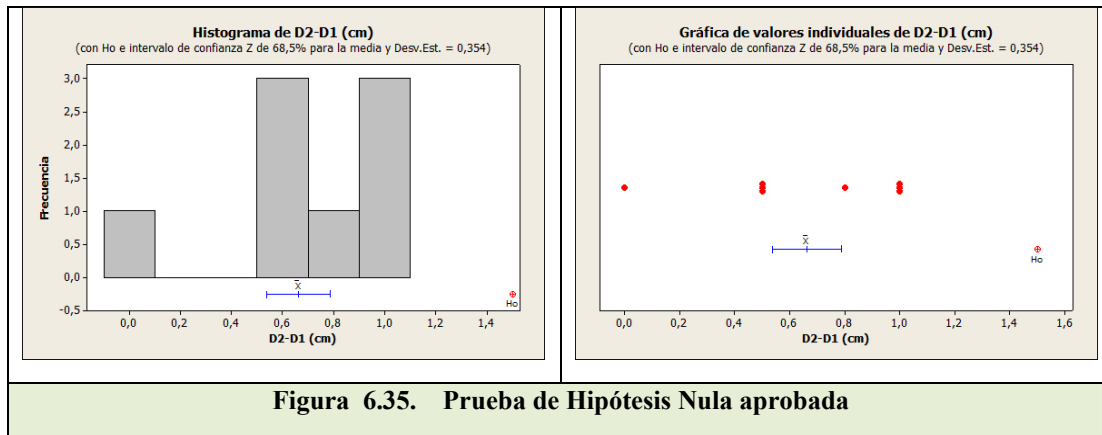 Histograma de D2-D1 (cm)
(con Ho e intervalo de confianza Z de 68,5% para la media y Desv.Est. = 0,354)
Frecuencia
3,0
2,5
2,0
1,5
1,0
0,5
0,0
-0,5
X̄
Ho
0,0 0,2 0,4 0,6 0,8 1,0 1,2 1,4
D2-D1 (cm)
Gráfica de valores individuales de D2-D1 (cm)
(con Ho e intervalo de confianza Z de 68,5% para la media y Desv.Est. = 0,354)
X̄
Ho
0,0 0,2 0,4 0,6 0,8 1,0 1,2 1,4 1,6
D2-D1 (cm)
Figura 6.35. Prueba de Hipótesis Nula aprobada